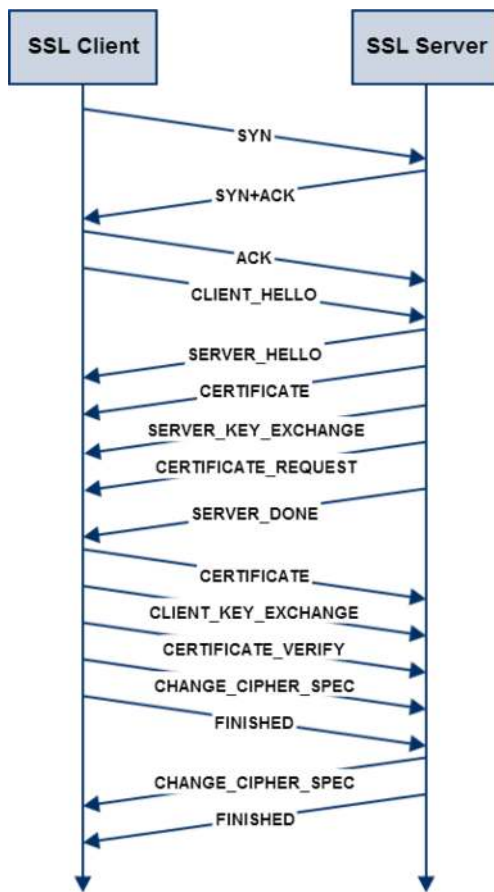 SSL Client
SSL Server
SYN
SYN+ACK
ACK
CLIENT_HELLO
SERVER_HELLO
CERTIFICATE
SERVER_KEY_EXCHANGE
CERTIFICATE_REQUEST
SERVER_DONE
CERTIFICATE
CLIENT_KEY_EXCHANGE
CERTIFICATE_VERIFY
CHANGE_CIPHER_SPEC
FINISHED
CHANGE_CIPHER_SPEC
FINISHED